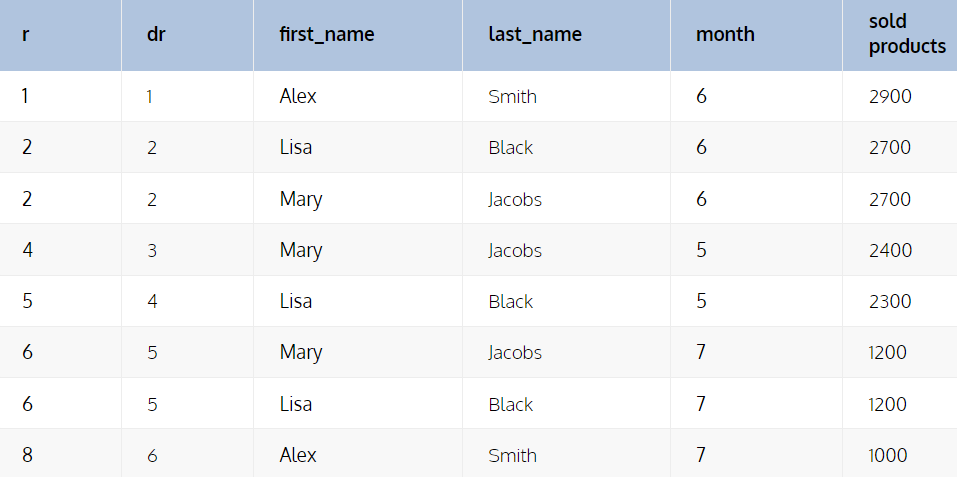 r dr first_name last_name month sold products
1 1 Alex Smith 6 2900
2 2 Lisa Black 6 2700
2 2 Mary Jacobs 6 2700
4 3 Mary Jacobs 5 2400
5 4 Lisa Black 5 2300
6 5 Mary Jacobs 7 1200
6 5 Lisa Black 7 1200
8 6 Alex Smith 7 1000